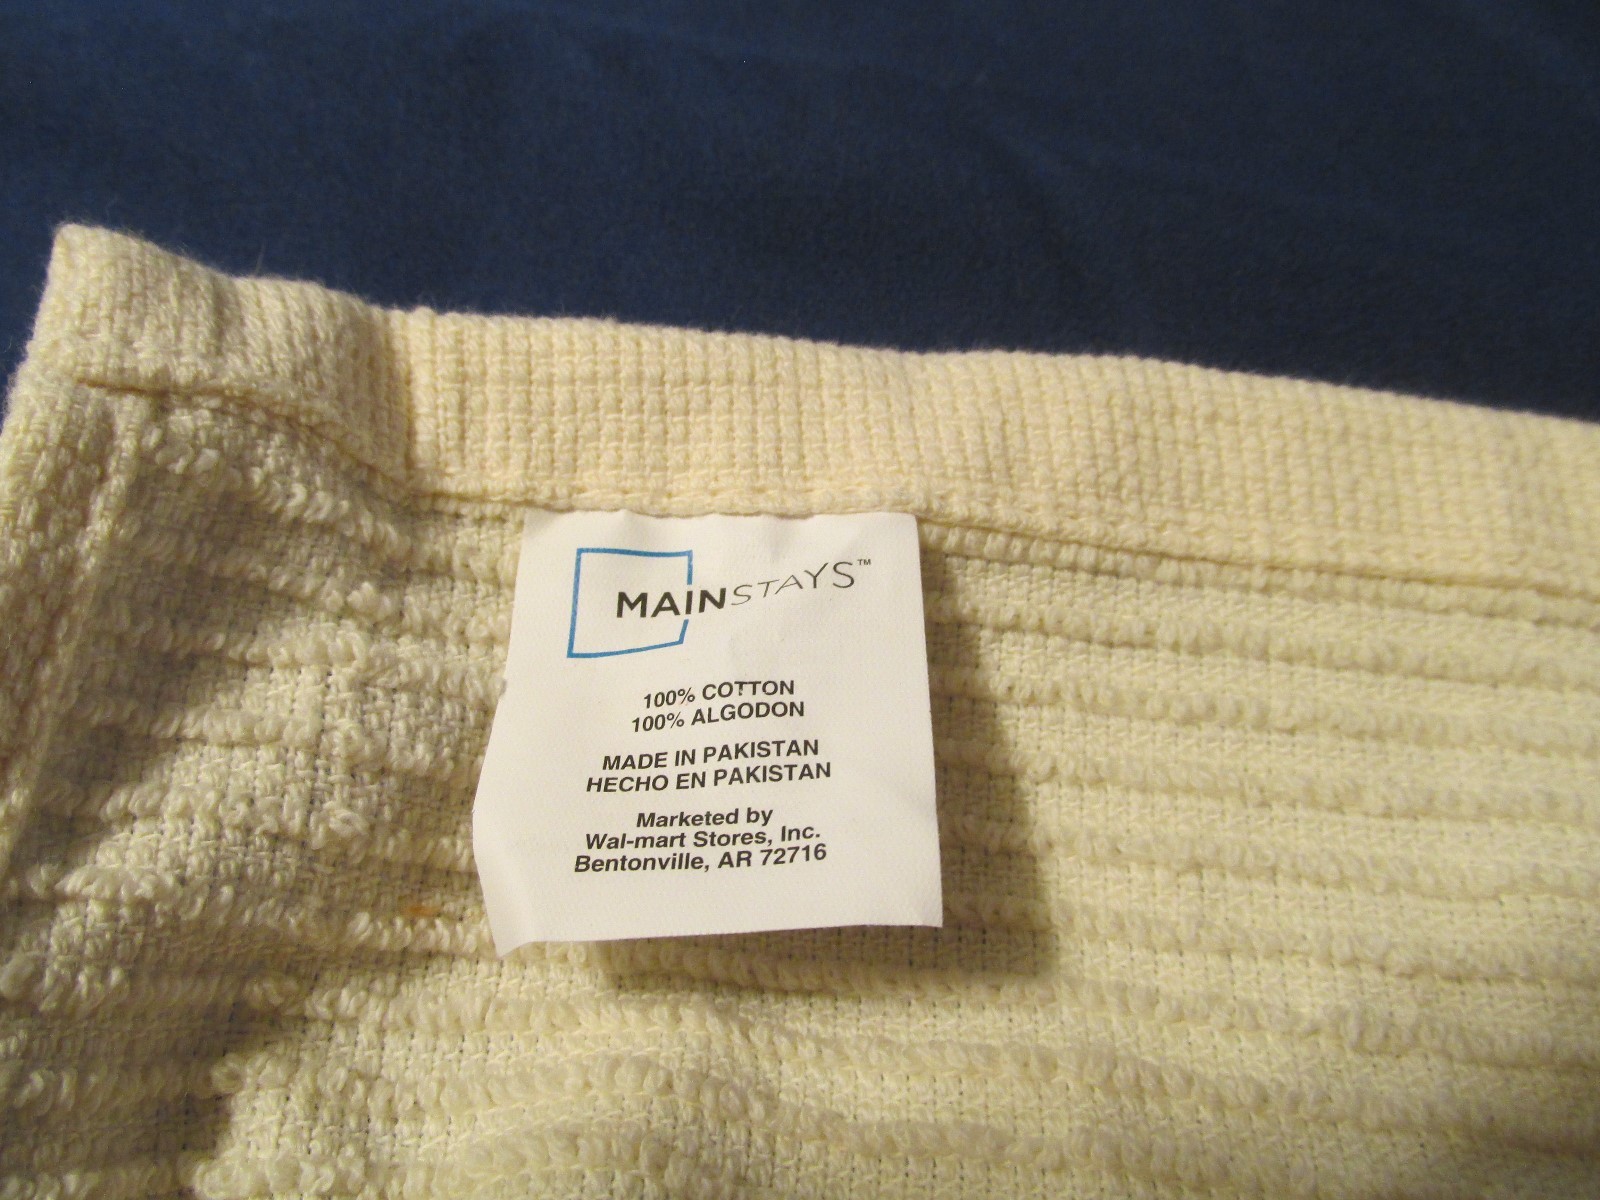 MAINSTAYS™
100% COTTON
100% ALGODON
MADE IN PAKISTAN
HECHO EN PAKISTAN
Marketed by
Wal-mart Stores, Inc.
Bentonville, AR 72716